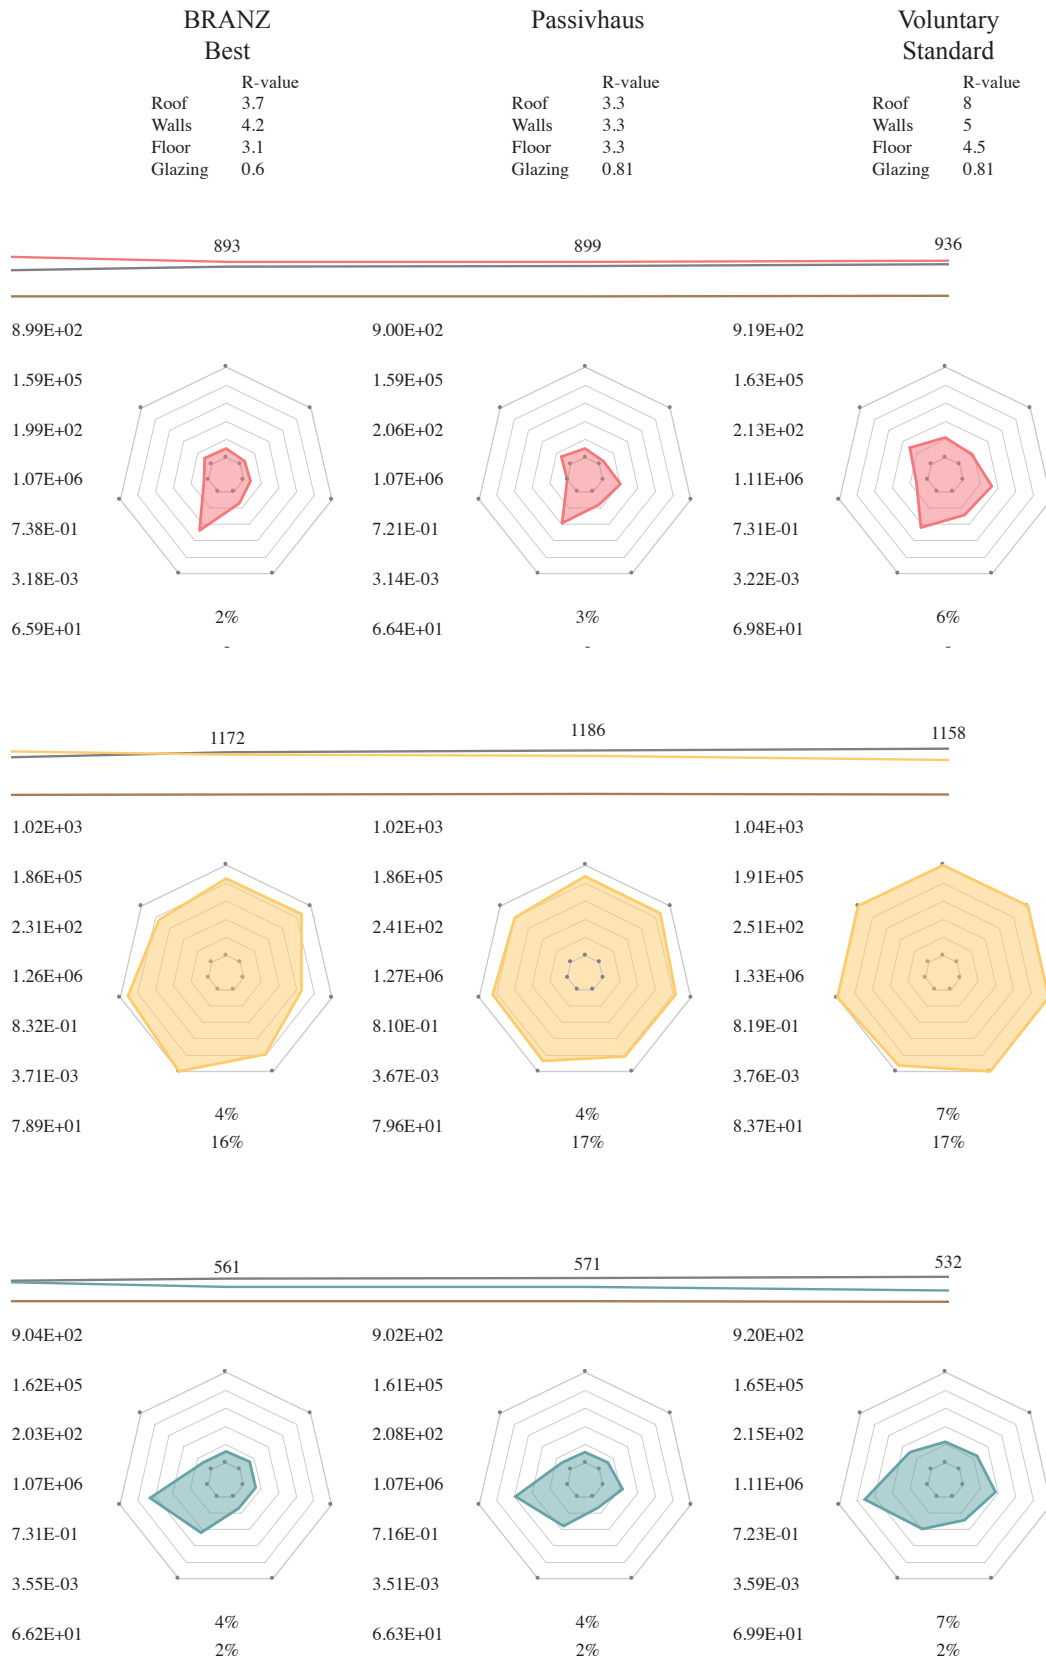 BRANZ
Best
Passivhaus
Voluntary
Standard
R-value
Roof 3.7
Walls 4.2
Floor 3.1
Glazing 0.6
R-value
Roof 3.3
Walls 3.3
Floor 3.3
Glazing 0.81
R-value
Roof 8
Walls 5
Floor 4.5
Glazing 0.81
893 899 936
8.99E+02 9.00E+02 9.19E+02
1.59E+05 1.59E+05 1.63E+05
1.99E+02 2.06E+02 2.13E+02
1.07E+06 1.07E+06 1.11E+06
7.38E-01 7.21E-01 7.31E-01
3.18E-03 3.14E-03 3.22E-03
2% 3% 6%
6.59E+01 6.64E+01 6.98E+01
- - -
1172 1186 1158
1.02E+03 1.02E+03 1.04E+03
1.86E+05 1.86E+05 1.91E+05
2.31E+02 2.41E+02 2.51E+02
1.26E+06 1.27E+06 1.33E+06
8.32E-01 8.10E-01 8.19E-01
3.71E-03 3.67E-03 3.76E-03
4% 4% 7%
7.89E+01 7.96E+01 8.37E+01
16% 17% 17%
561 571 532
9.04E+02 9.02E+02 9.20E+02
1.62E+05 1.61E+05 1.65E+05
2.03E+02 2.08E+02 2.15E+02
1.07E+06 1.07E+06 1.11E+06
7.31E-01 7.16E-01 7.23E-01
3.55E-03 3.51E-03 3.59E-03
4% 4% 7%
6.62E+01 6.63E+01 6.99E+01
2% 2% 2%